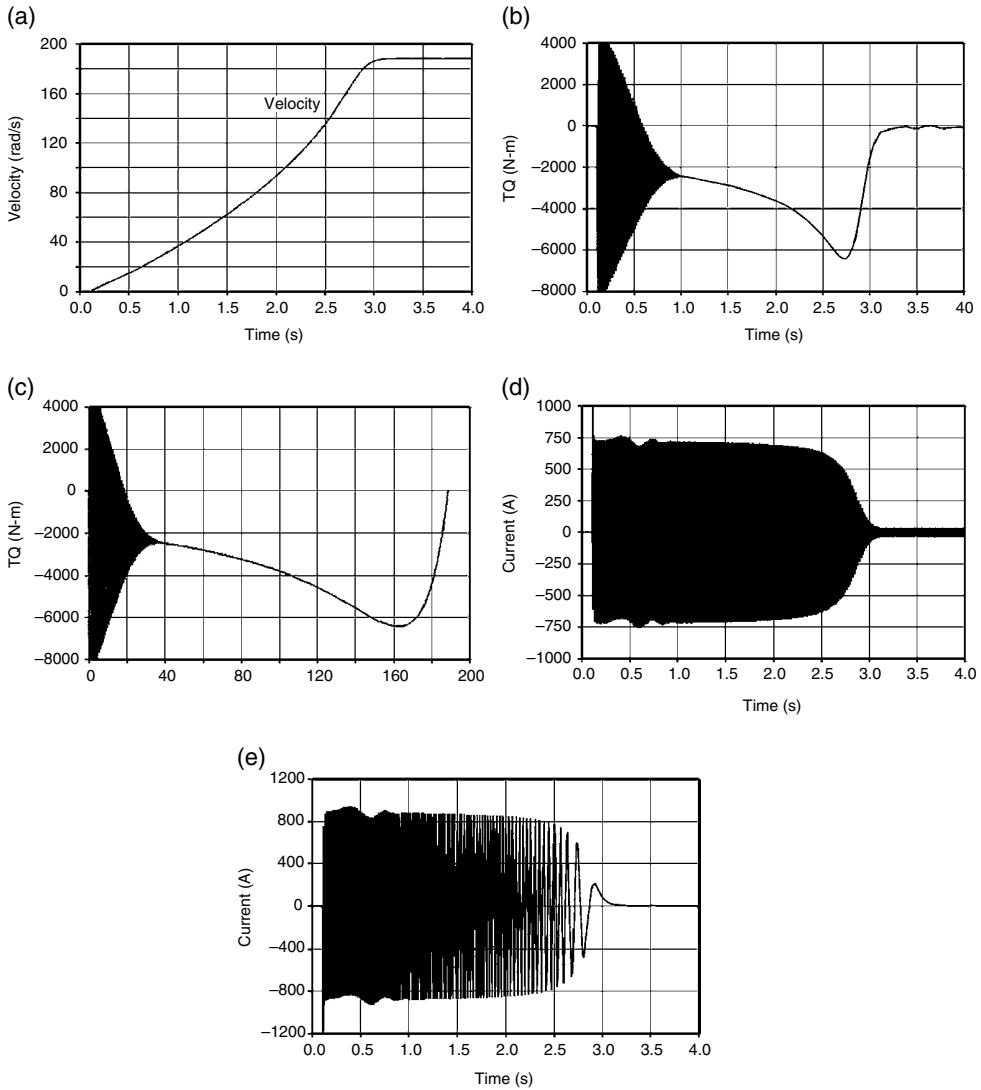 (a)
200
160
120
80
40
0
Velocity (rad/s)
Velocity
0.0 0.5 1.0 1.5 2.0 2.5 3.0 3.5 4.0
Time (s)
(b)
4000
2000
0
−2000
−4000
−6000
−8000
TQ (N-m)
0.0 0.5 1.0 1.5 2.0 2.5 3.0 3.5 4.0
Time (s)
(c)
4000
2000
0
−2000
−4000
−6000
−8000
TQ (N-m)
0 40 80 120 160 200
(d)
1000
750
500
250
0
−250
−500
−750
−1000
Current (A)
0.0 0.5 1.0 1.5 2.0 2.5 3.0 3.5 4.0
Time (s)
(e)
1200
800
400
0
−400
−800
−1200
Current (A)
0.0 0.5 1.0 1.5 2.0 2.5 3.0 3.5 4.0
Time (s)